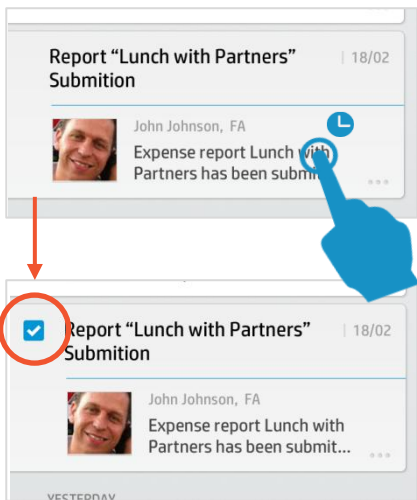 Report “Lunch with Partners”
| 18/02
Submition
John Johnson, FA
Expense report Lunch with
Partners has been submi
...
Report “Lunch with Partners”
| 18/02
Submition
John Johnson, FA
Expense report Lunch with
Partners has been submit...
...
YESTERDAY